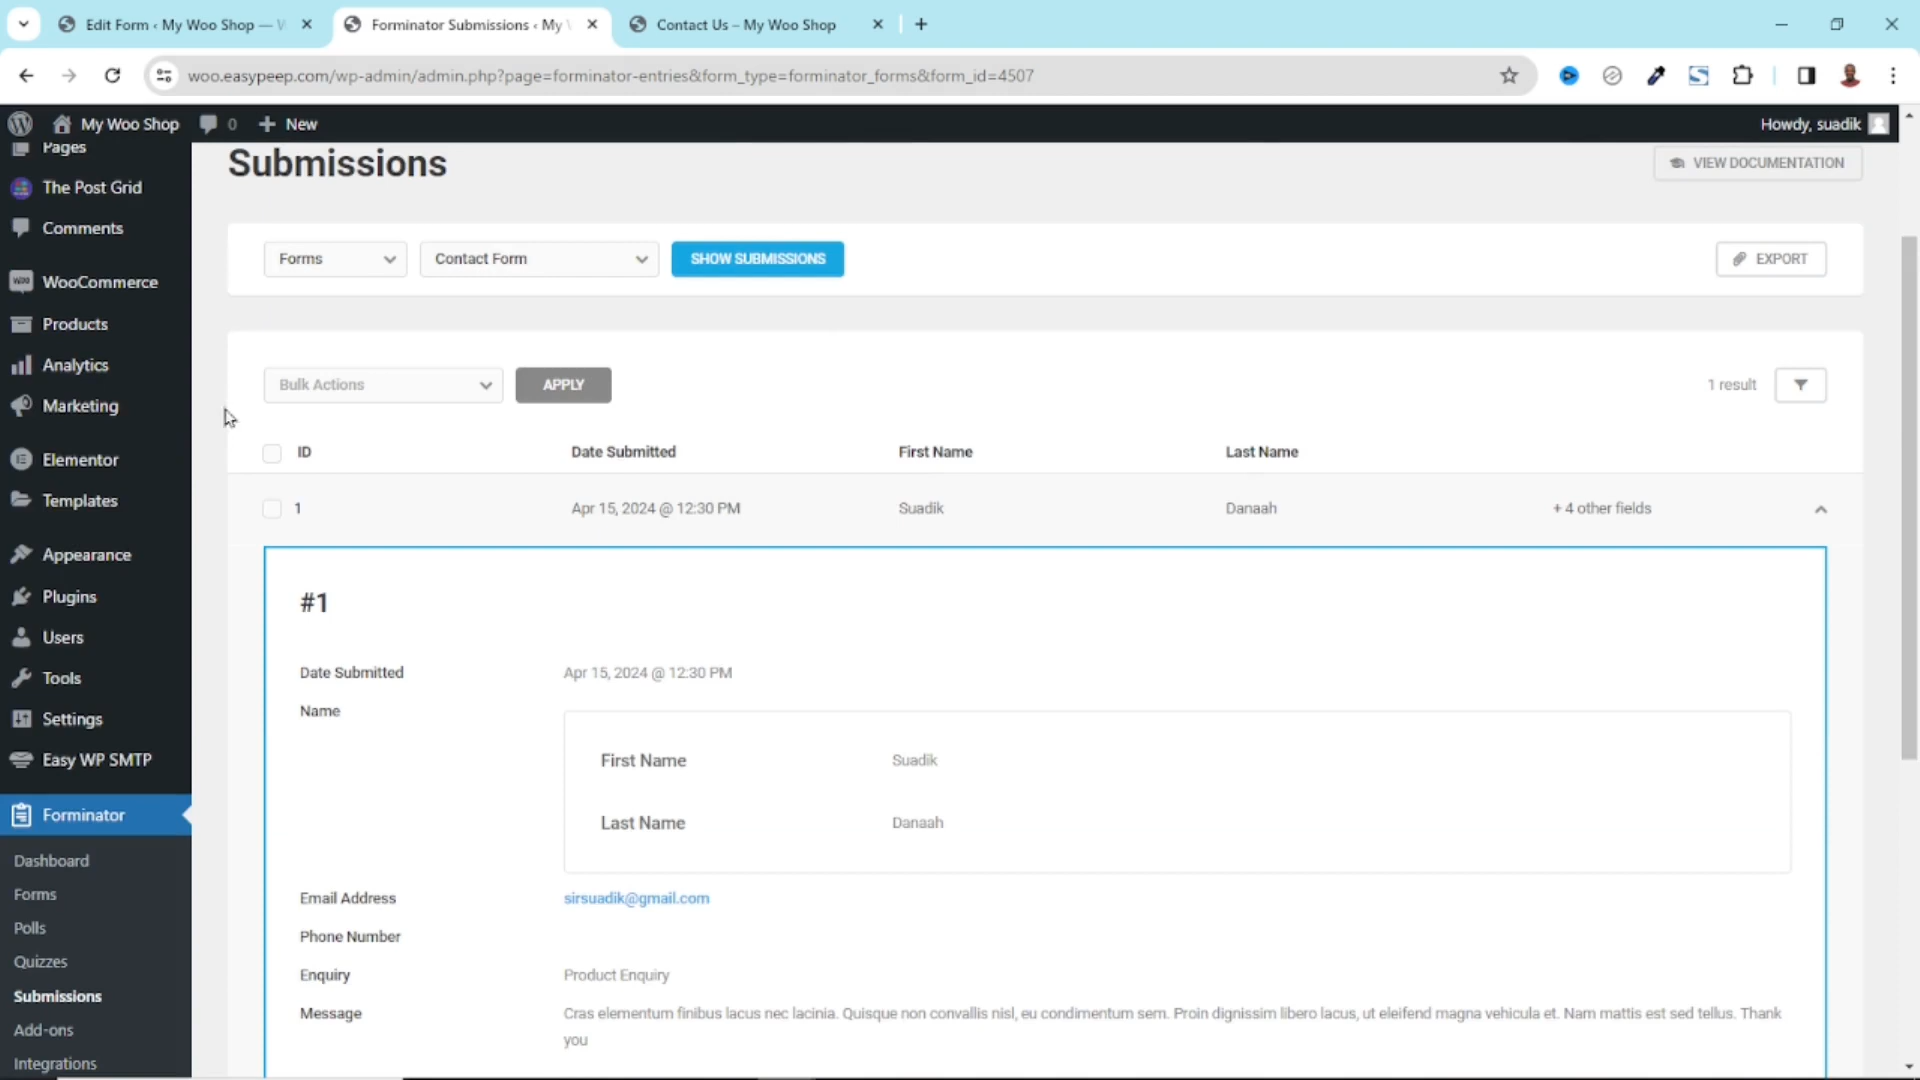 Edit Form ‹ My Woo Shop —
Forminator Submissions ‹ My
Contact Us – My Woo Shop
woo.easypeep.com/wp-admin/admin.php?page=forminator-entries&form_type=forminator_forms&form_id=4507
My Woo Shop
0
New
Howdy, suadik
Pages
The Post Grid
Comments
WooCommerce
Products
Analytics
Marketing
Elementor
Templates
Appearance
Plugins
Users
Tools
Settings
Easy WP SMTP
Forminator
Dashboard
Forms
Polls
Quizzes
Submissions
Add-ons
Integrations
Submissions
VIEW DOCUMENTATION
Forms
Contact Form
SHOW SUBMISSIONS
EXPORT
Bulk Actions
APPLY
1 result
ID Date Submitted First Name Last Name
1 Apr 15, 2024 @ 12:30 PM Suadik Danaah + 4 other fields
#1
Date Submitted Apr 15, 2024 @ 12:30 PM
Name
First Name Suadik
Last Name Danaah
Email Address sirsuadik@gmail.com
Phone Number
Enquiry Product Enquiry
Message Cras elementum finibus lacus nec lacinia. Quisque non convallis nisl, eu condimentum sem. Proin dignissim libero lacus, ut eleifend magna vehicula et. Nam mattis est sed tellus. Thank
you